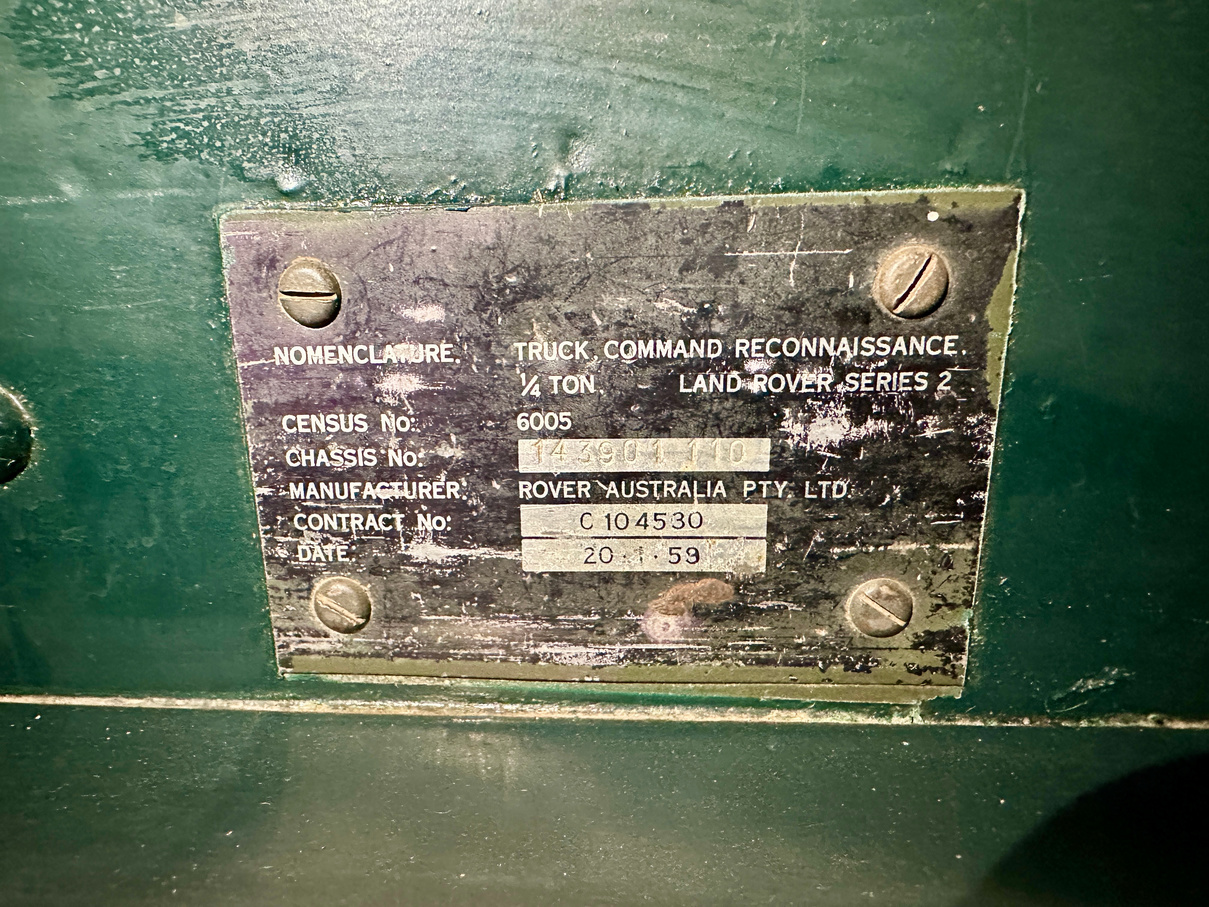 NOMENCLATURE. TRUCK, COMMAND RECONNAISSANCE.
1/4 TON LAND ROVER SERIES 2
CENSUS No: 6005
CHASSIS No: 143901110
MANUFACTURER. ROVER AUSTRALIA PTY. LTD.
CONTRACT No: C 104530
DATE: 20·1·59